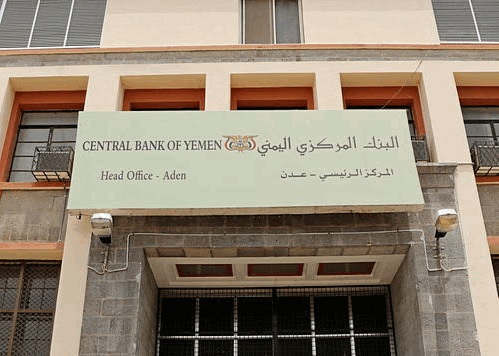 CENTRAL BANK OF YEMEN
البنك المركزي اليمني
Head Office - Aden
المركز الرئيسي - عدن